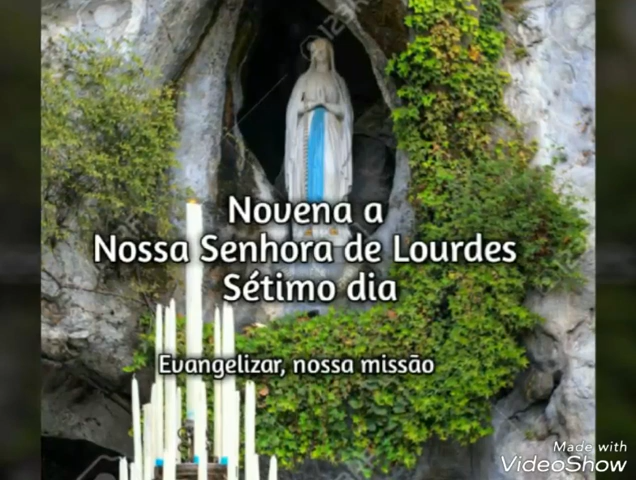 Novena a
Nossa Senhora de Lourdes
Sétimo dia
Evangelizar, nossa missão
Made with
VideoShow